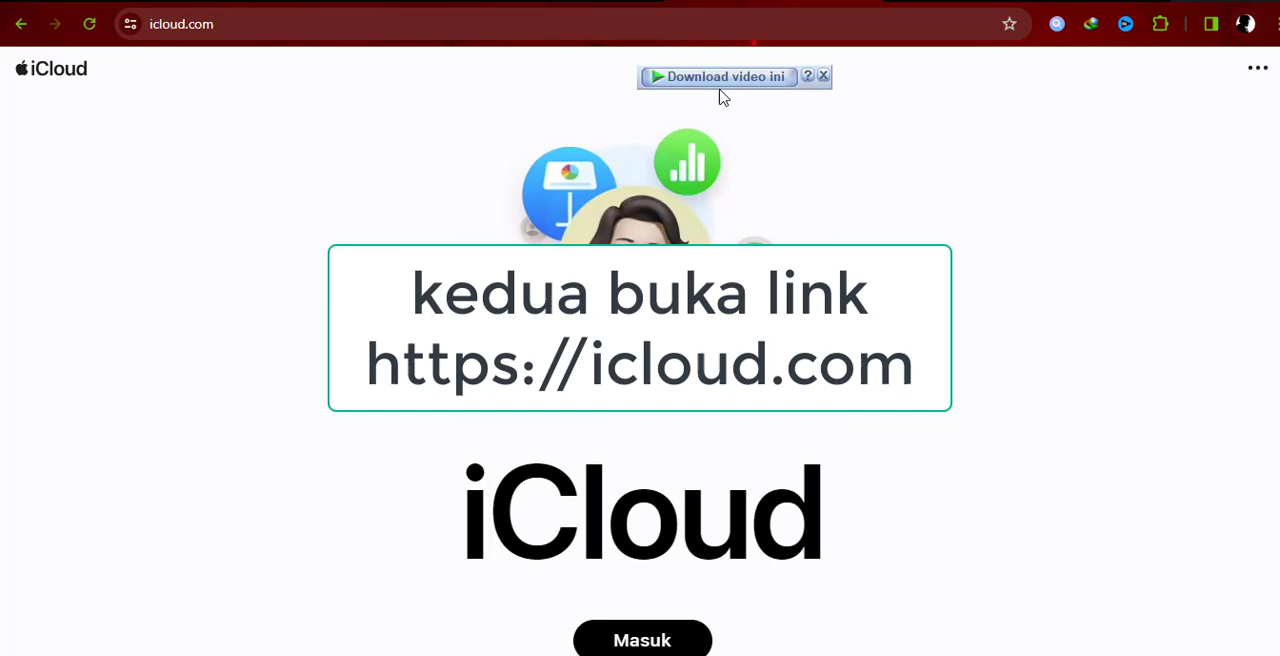 icloud.com
iCloud
Download video ini
?
kedua buka link
https://icloud.com
iCloud
Masuk